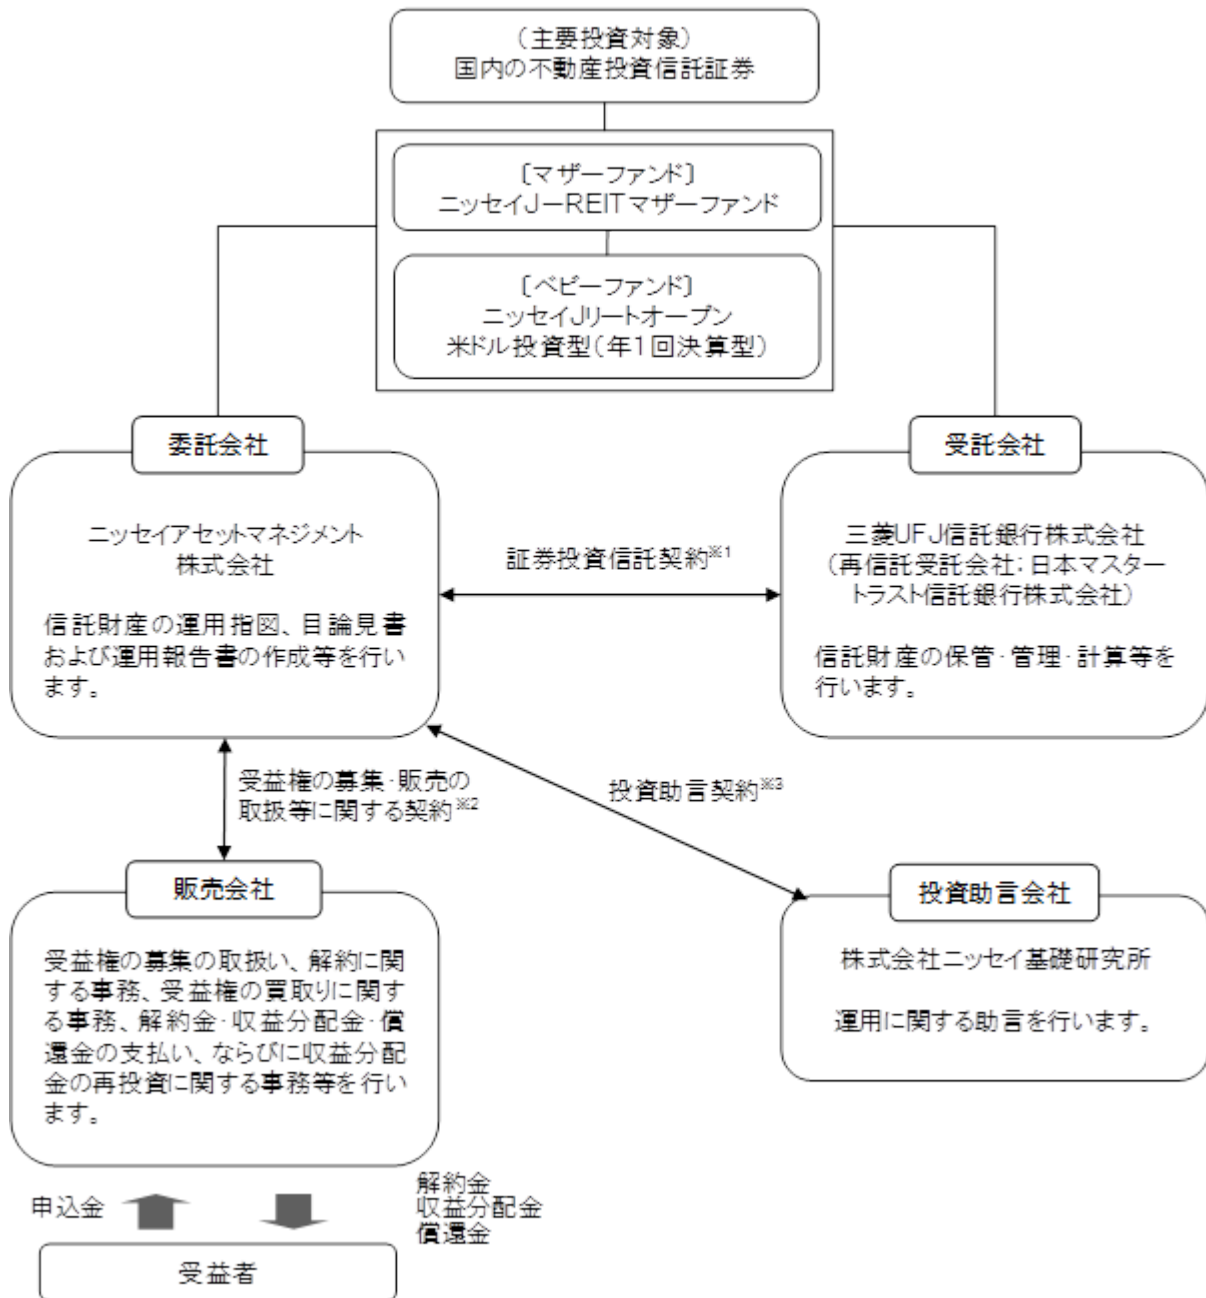 （主要投資対象）
国内の不動産投資信託証券
〔マザーファンド〕
ニッセイJ－REITマザーファンド
〔ベビーファンド〕
ニッセイJリートオープン
米ドル投資型（年1回決算型）
委託会社
ニッセイアセットマネジメント
株式会社
信託財産の運用指図、目論見書
および運用報告書の作成等を行い
ます。
証券投資信託契約※1
受託会社
三菱UFJ信託銀行株式会社
（再信託受託会社：日本マスター
トラスト信託銀行株式会社）
信託財産の保管・管理・計算等を
行います。
受益権の募集・販売の
取扱等に関する契約※2
投資助言契約※3
販売会社
受益権の募集の取扱い、解約に関
する事務、受益権の買取りに関す
る事務、解約金・収益分配金・償
還金の支払い、ならびに収益分配
金の再投資に関する事務等を行い
ます。
投資助言会社
株式会社ニッセイ基礎研究所
運用に関する助言を行います。
申込金
解約金
収益分配金
償還金
受益者